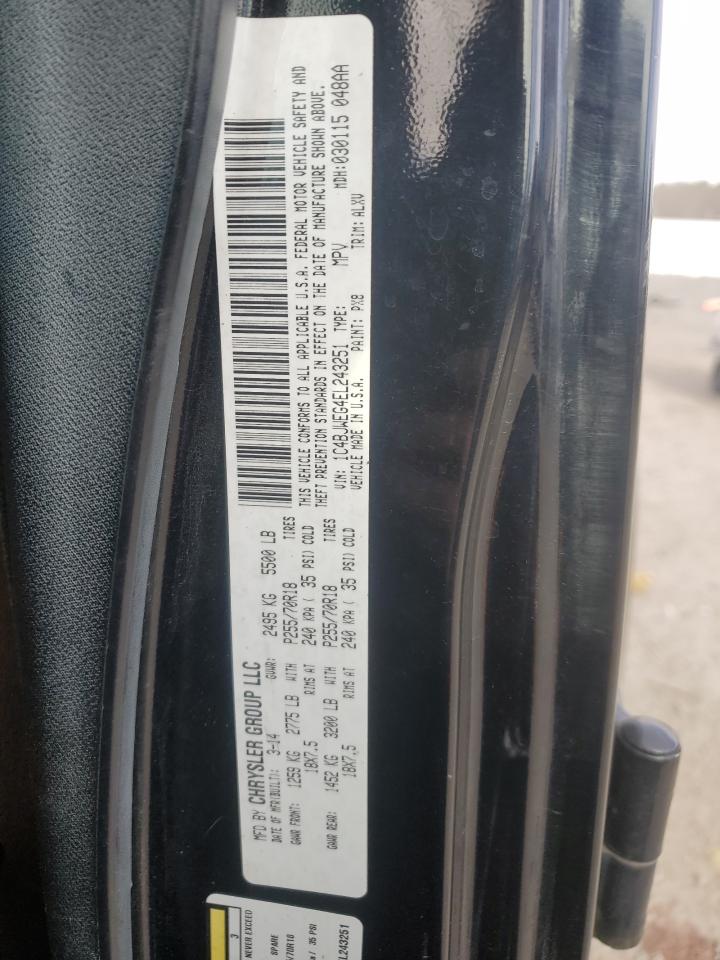 MFD BY CHRYSLER GROUP LLC
DATE OF MFR(BUILT): 3-14 GVWR: 2495 KG 5500 LB
GAWR FRONT: 1259 KG 2775 LB WITH P255/70R18 TIRES
18X7.5 RIMS AT 240 KPA ( 35 PSI) COLD
GAWR REAR: 1452 KG 3200 LB WITH P255/70R18 TIRES
18X7.5 RIMS AT 240 KPA ( 35 PSI) COLD
THIS VEHICLE CONFORMS TO ALL APPLICABLE U.S.A. FEDERAL MOTOR VEHICLE SAFETY AND
THEFT PREVENTION STANDARDS IN EFFECT ON THE DATE OF MANUFACTURE SHOWN ABOVE.
VIN: 1C4BJWEG4EL243251 TYPE: MPV MDH:030115 048AA
VEHICLE MADE IN U.S.A. PAINT: PX8 TRIM: ALXV
3
NEVER EXCEED
SPARE
/70R18
35 PSI
L243251